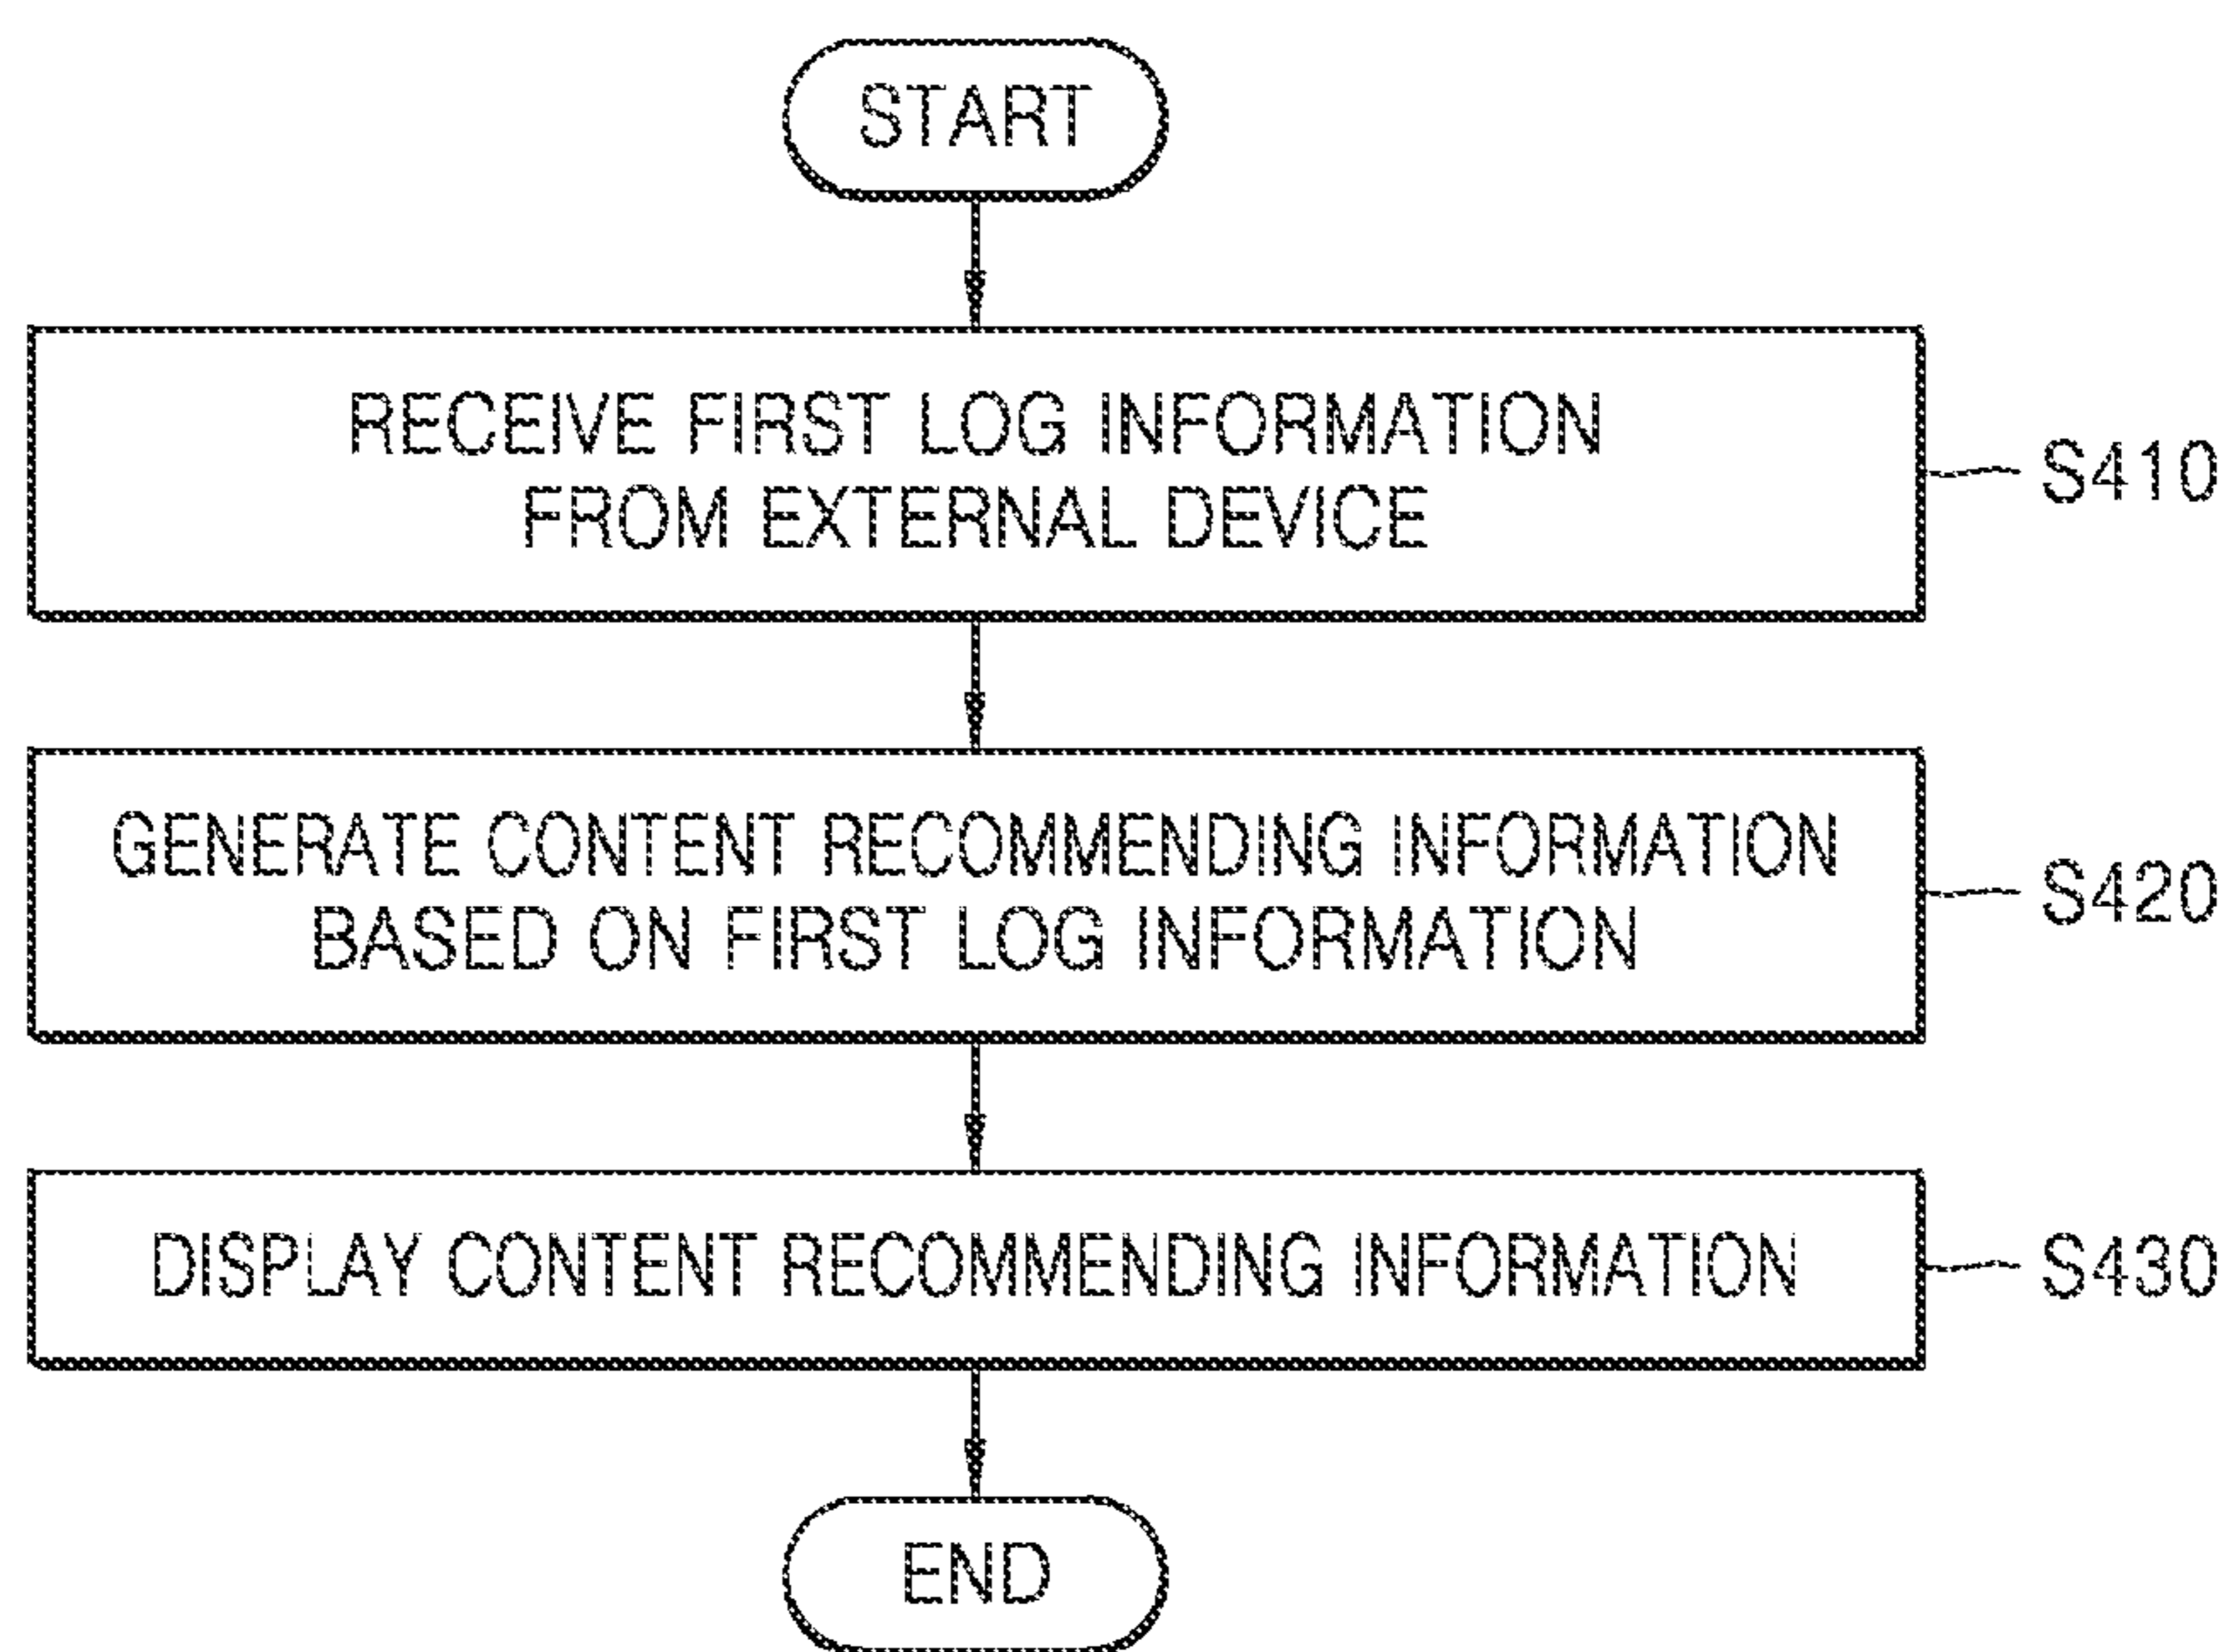 START
RECEIVE FIRST LOG INFORMATION
FROM EXTERNAL DEVICE
S410
GENERATE CONTENT RECOMMENDING INFORMATION
BASED ON FIRST LOG INFORMATION
S420
DISPLAY CONTENT RECOMMENDING INFORMATION
S430
END